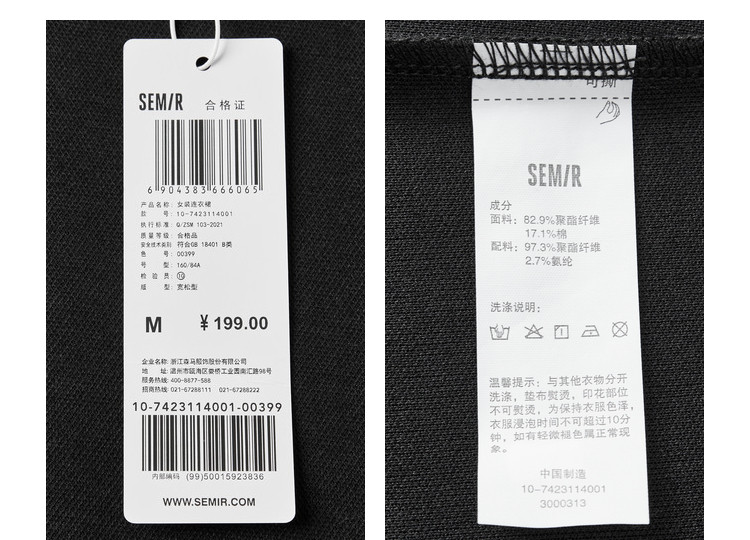 SEM/R 合格证
6 904383 666065
产品名称: 女装连衣裙
款 号: 10-7423114001
执行标准: Q/ZSM 103-2021
质量等级: 合格品
安全技术类别 符合GB 18401 B类
色 号: 00399
号 型: 160/84A
检 验 员: 10
版 型: 宽松型
M ¥199.00
企业名称: 浙江森马服饰股份有限公司
地 址: 温州市瓯海区娄桥工业园南汇路98号
服务热线: 400-8877-588
招商热线: 021-67288111 021-67288222
10-7423114001-00399
内部编码 (99)50015923836
WWW.SEMIR.COM
可撕
SEM/R
成分
面料: 82.9%聚酯纤维
17.1%棉
配料: 97.3%聚酯纤维
2.7%氨纶
洗涤说明:
温馨提示: 与其他衣物分开
洗涤, 垫布熨烫, 印花部位
不可熨烫, 为保持衣服色泽,
衣服浸泡时间不可超过10分
钟, 如有轻微褪色属正常现
象。
中国制造
10-7423114001
3000313